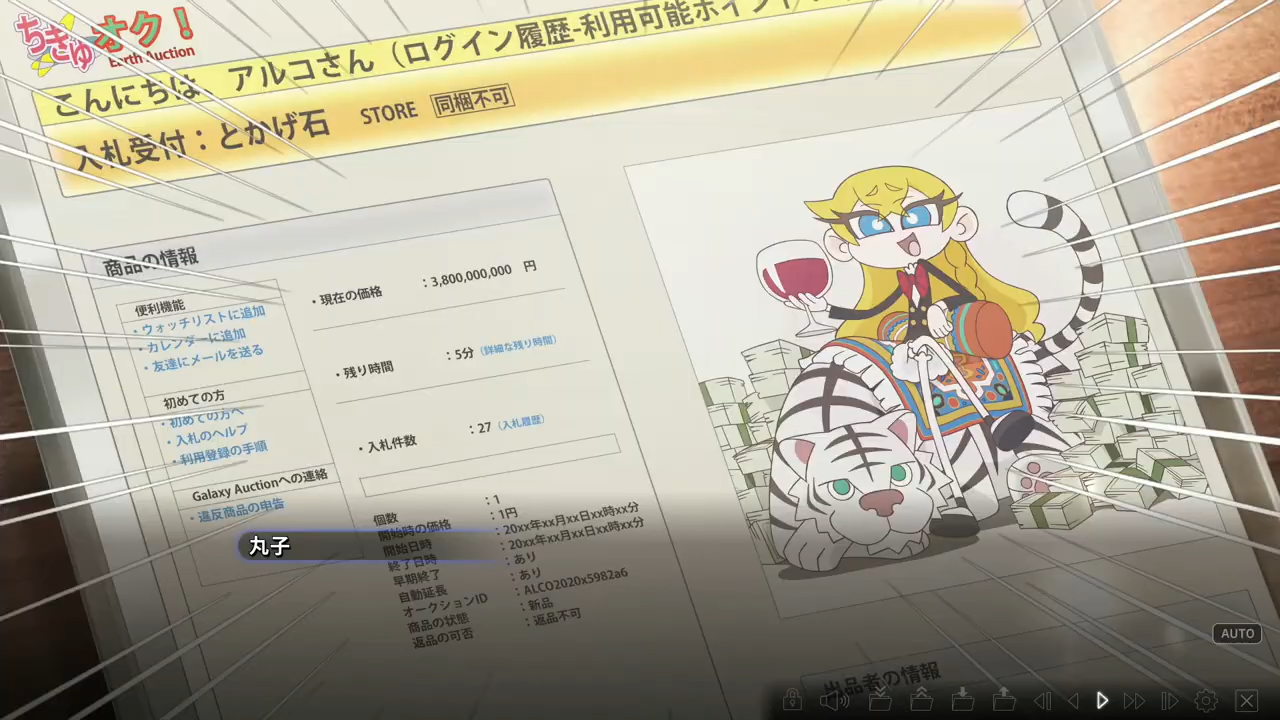 ちきゅオク！
Earth Auction
こんにちは、アルコさん（ログイン履歴-利用可能ポイント
入札受付：とかげ石 STORE 同梱不可
商品の情報
便利機能
・ウォッチリストに追加
・カレンダーに追加
・友達にメールを送る
初めての方
・初めての方へ
・入札のヘルプ
・利用登録の手順
Galaxy Auctionへの連絡
・違反商品の申告
・現在の価格 ：3,800,000,000 円
・残り時間 ：5分（詳細な残り時間）
・入札件数 ：27（入札履歴）
個数 ：1
開始時の価格 ：1円
開始日時 ：20xx年xx月xx日xx時xx分
終了日時 ：20xx年xx月xx日xx時xx分
早期終了 ：あり
自動延長 ：あり
オークションID ：ALCO2020x5982a6
商品の状態 ：新品
返品の可否 ：返品不可
出品者の情報
丸子
AUTO